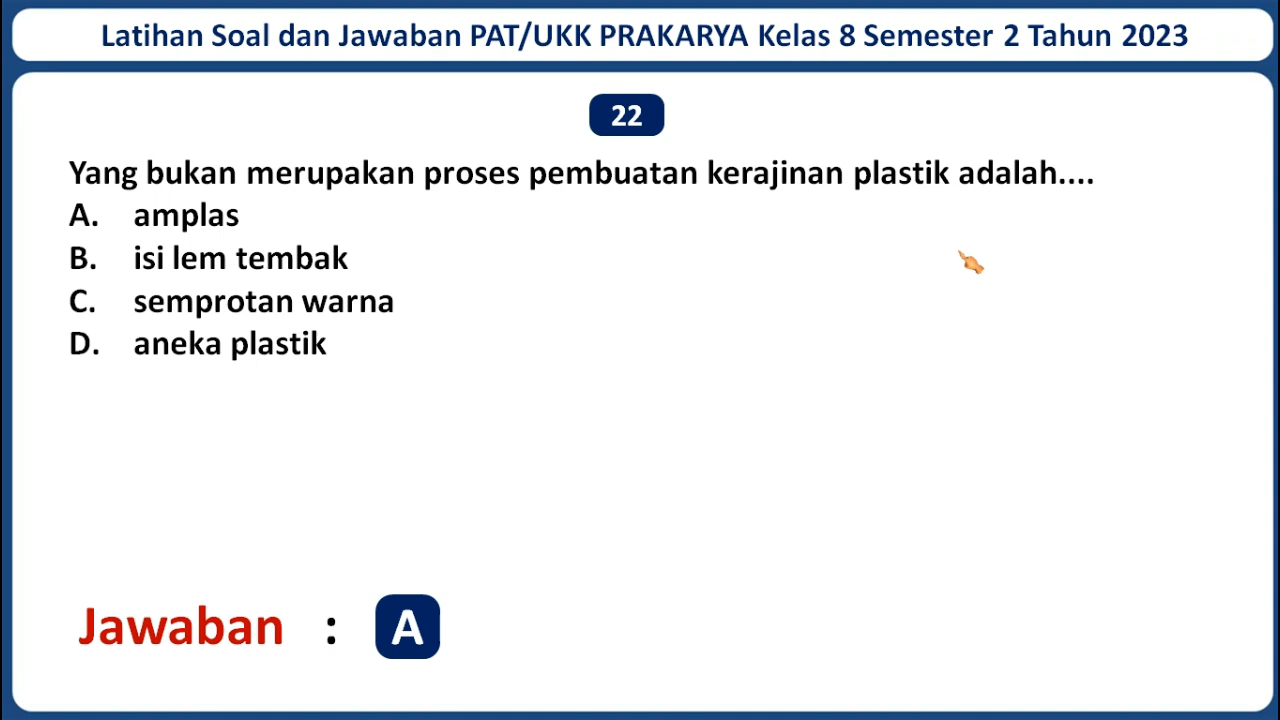 Latihan Soal dan Jawaban PAT/UKK PRAKARYA Kelas 8 Semester 2 Tahun 2023
22
Yang bukan merupakan proses pembuatan kerajinan plastik adalah....
A. amplas
B. isi lem tembak
C. semprotan warna
D. aneka plastik
Jawaban : A